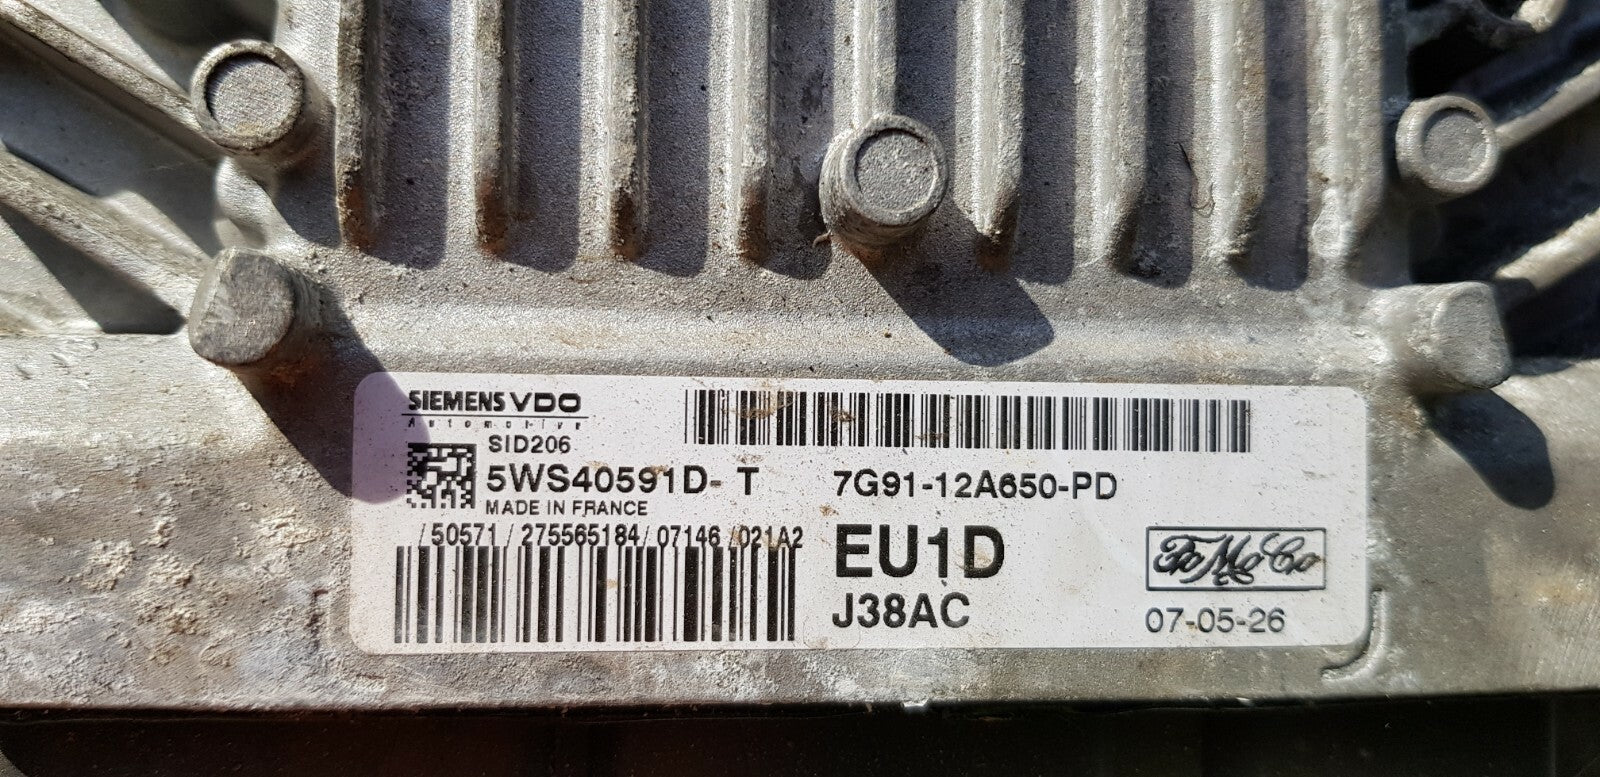 SIEMENS VDO
Automotive
SID206
5WS40591D-T
MADE IN FRANCE
/50571/275565184/07146/021A2
7G91-12A650-PD
EU1D
J38AC
FoMoCo
07-05-26